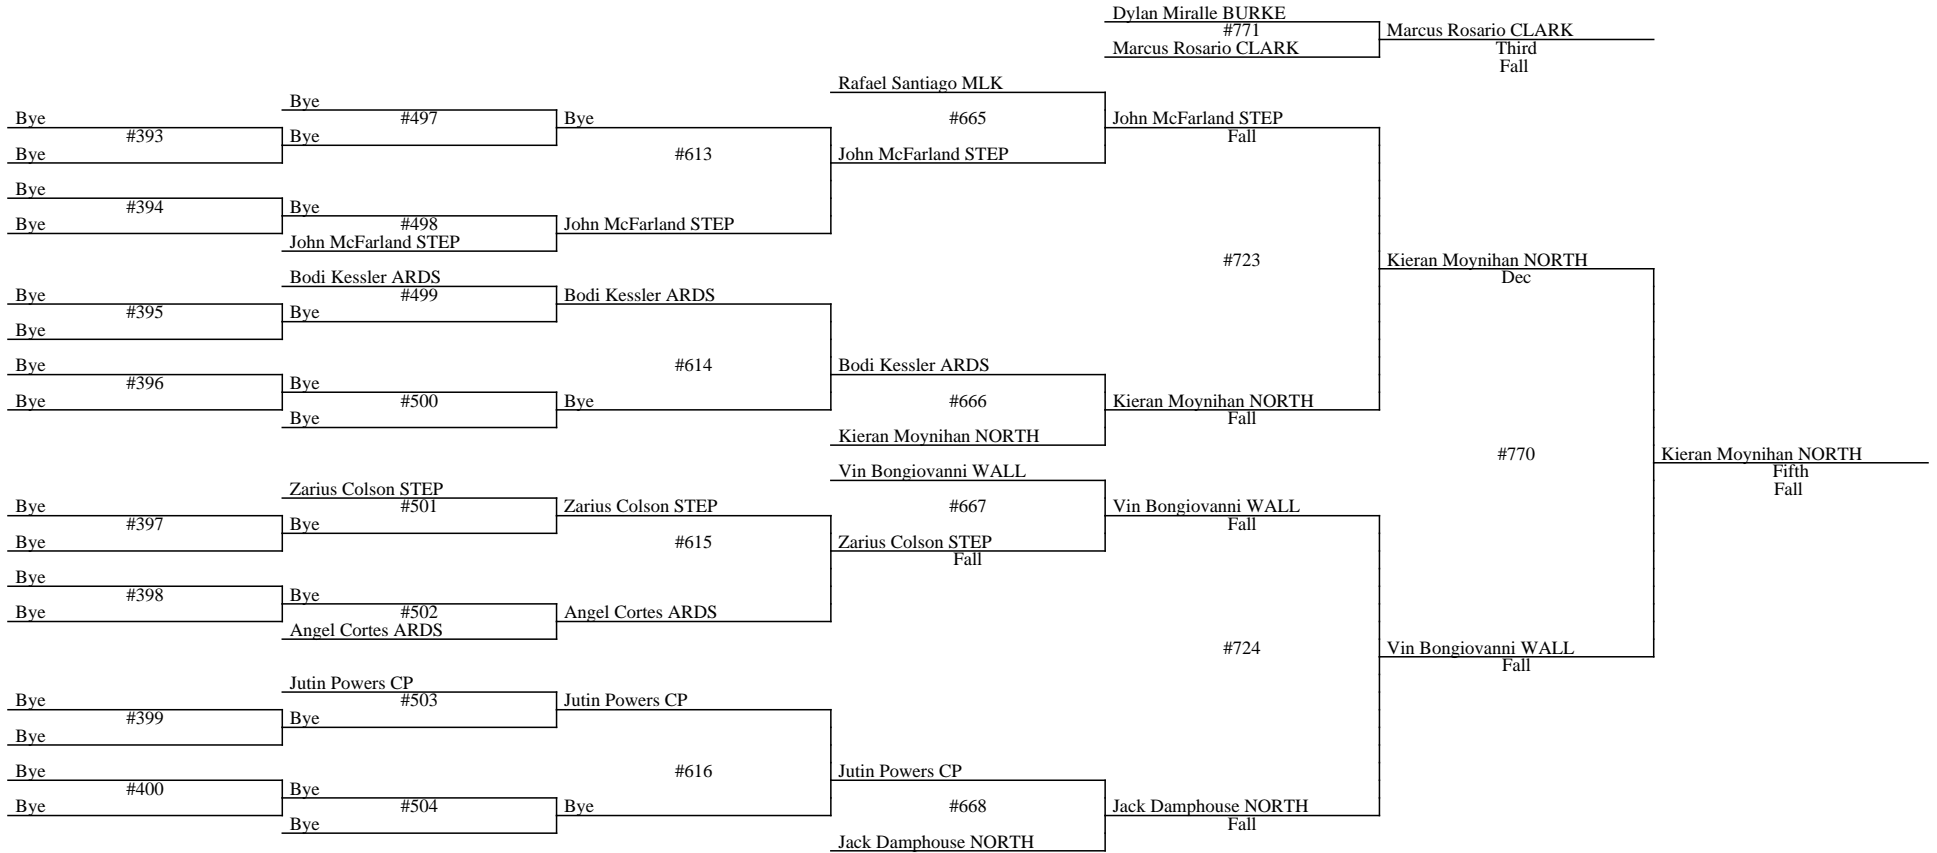 Dylan Miralle BURKE
#771
Marcus Rosario CLARK
Marcus Rosario CLARK
Third
Fall
Bye
#393
Bye
Bye
#394
Bye
Bye
#395
Bye
Bye
#396
Bye
Bye
#397
Bye
Bye
#398
Bye
Bye
#399
Bye
Bye
#400
Bye
Bye
#497
Bye
Bye
#498
John McFarland STEP
Bodi Kessler ARDS
#499
Bye
Bye
#500
Bye
Zarius Colson STEP
#501
Bye
Bye
#502
Angel Cortes ARDS
Jutin Powers CP
#503
Bye
Bye
#504
Bye
Bye
#613
John McFarland STEP
Bodi Kessler ARDS
#614
Bye
Zarius Colson STEP
#615
Angel Cortes ARDS
Jutin Powers CP
#616
Bye
Rafael Santiago MLK
#665
John McFarland STEP
Bodi Kessler ARDS
#666
Kieran Moynihan NORTH
Vin Bongiovanni WALL
#667
Zarius Colson STEP
Fall
Jutin Powers CP
#668
Jack Damphouse NORTH
John McFarland STEP
Fall
#723
Kieran Moynihan NORTH
Fall
Vin Bongiovanni WALL
Fall
#724
Jack Damphouse NORTH
Fall
Kieran Moynihan NORTH
Dec
#770
Vin Bongiovanni WALL
Fall
Kieran Moynihan NORTH
Fifth
Fall